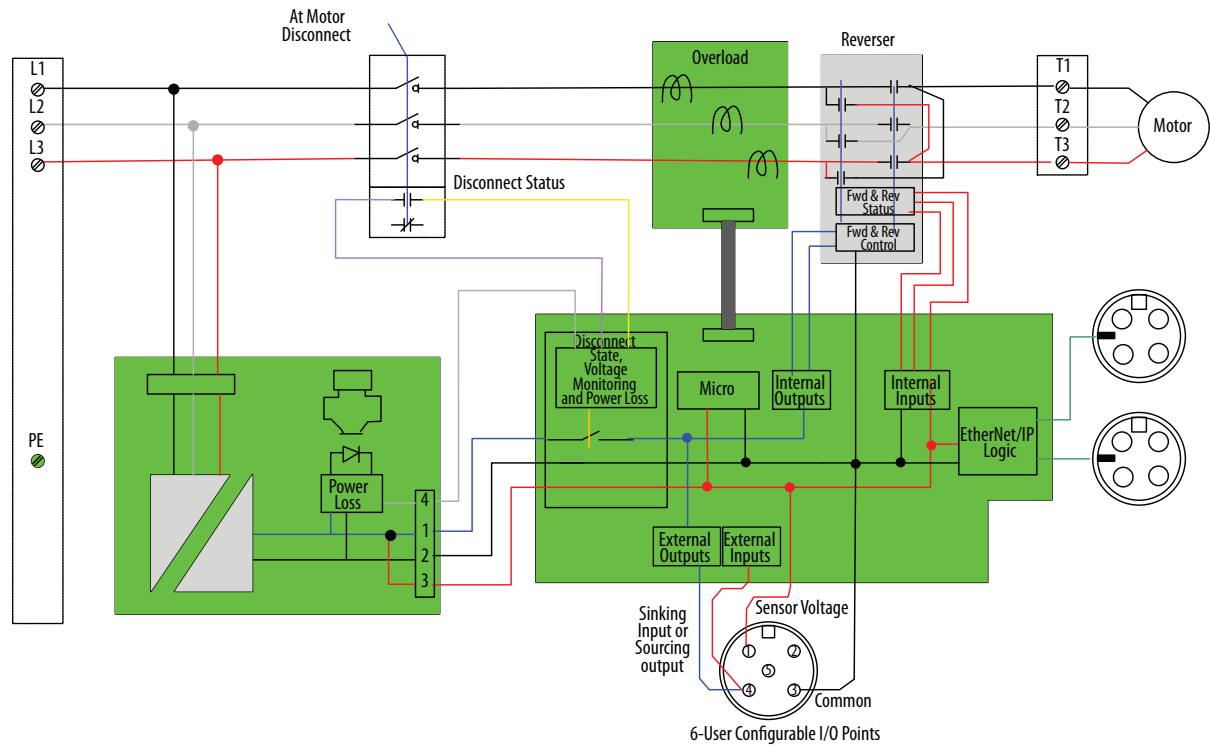 At Motor
Disconnect
L1
L2
L3
PE
Disconnect Status
Overload
Reverser
Fwd & Rev
Status
Fwd & Rev
Control
T1
T2
T3
Motor
Power
Loss
4
1
2
3
Disconnect
State,
Voltage
Monitoring
and Power Loss
Micro
Internal
Outputs
Internal
Inputs
EtherNet/IP
Logic
External
Outputs
External
Inputs
Sinking
Input or
Sourcing
output
Sensor Voltage
1
2
5
4
3
Common
6-User Configurable I/O Points